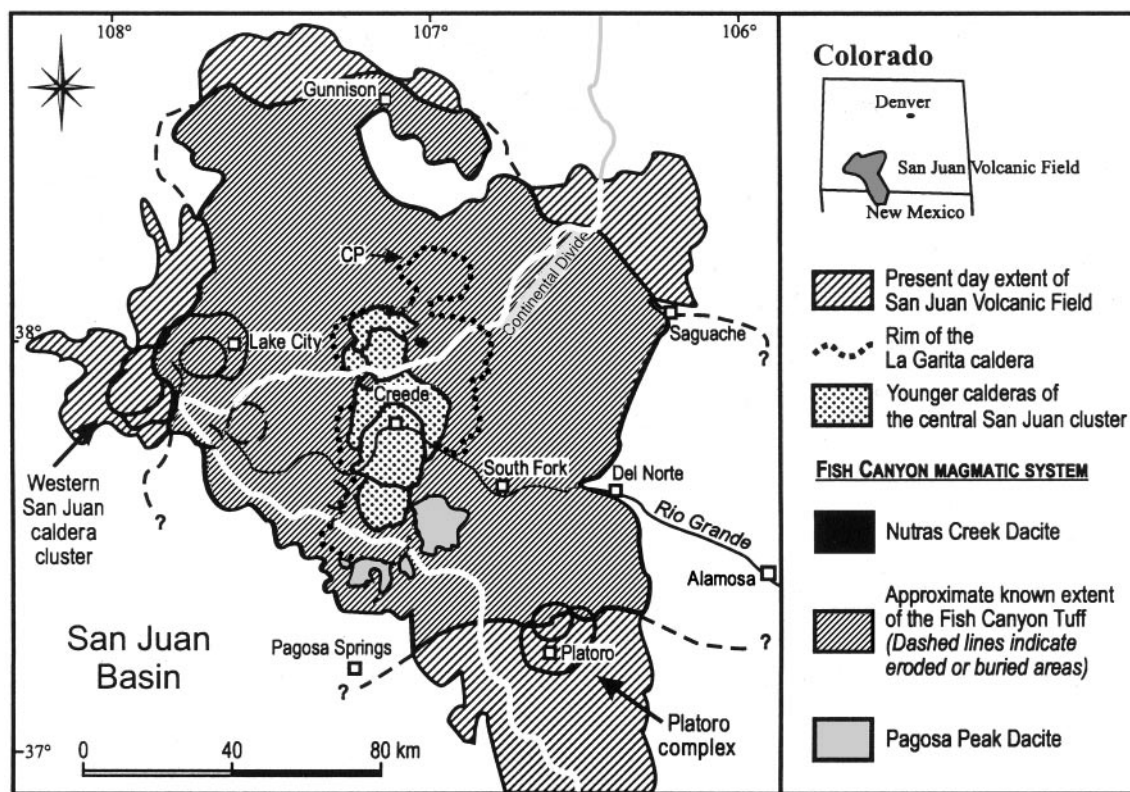 108°
107°
106°
Gunnison
CP
Continental Divide
38°
Lake City
Saguache
?
Creede
Western
San Juan
caldera
cluster
?
South Fork
Del Norte
Rio Grande
Alamosa
San Juan
Basin
Pagosa Springs
?
Platoro
?
Platoro
complex
37°
0 40 80 km
Colorado
Denver
San Juan Volcanic Field
New Mexico
Present day extent of
San Juan Volcanic Field
Rim of the
La Garita caldera
Younger calderas of
the central San Juan cluster
FISH CANYON MAGMATIC SYSTEM
Nutras Creek Dacite
Approximate known extent
of the Fish Canyon Tuff
(Dashed lines indicate
eroded or buried areas)
Pagosa Peak Dacite